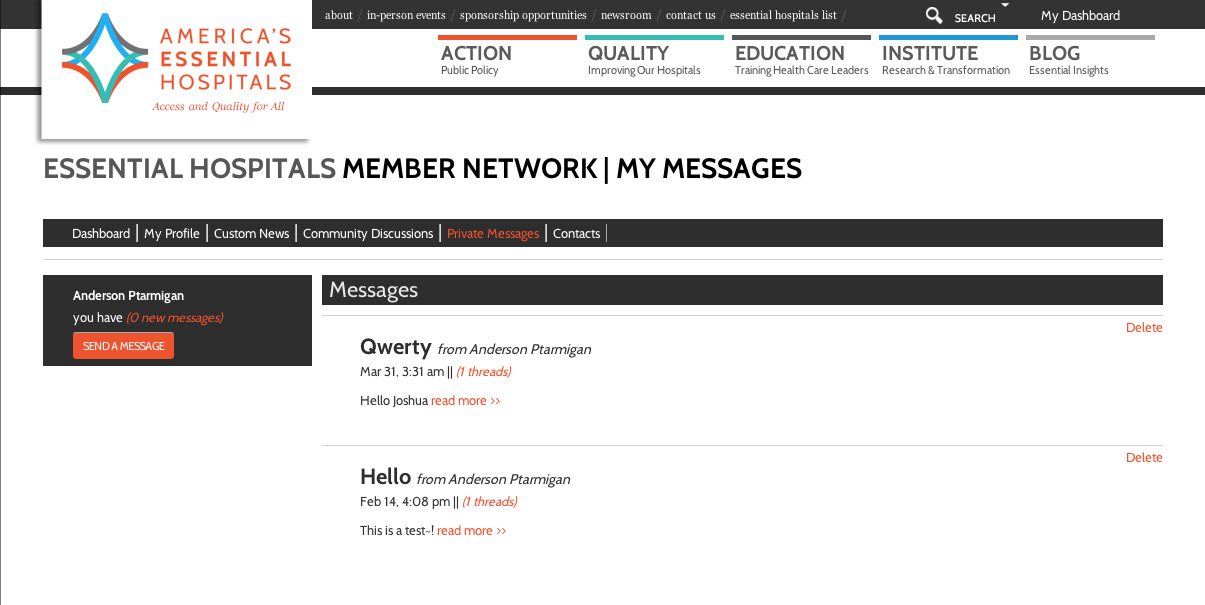 about / in-person events / sponsorship opportunities / newsroom / contact us / essential hospitals list /
SEARCH
My Dashboard
AMERICA'S
ESSENTIAL
HOSPITALS
Access and Quality for All
ACTION
Public Policy
QUALITY
Improving Our Hospitals
EDUCATION
Training Health Care Leaders
INSTITUTE
Research & Transformation
BLOG
Essential Insights
ESSENTIAL HOSPITALS MEMBER NETWORK | MY MESSAGES
Dashboard | My Profile | Custom News | Community Discussions | Private Messages | Contacts |
Anderson Ptarmigan
you have (0 new messages)
SEND A MESSAGE
Messages
Delete
Qwerty from Anderson Ptarmigan
Mar 31, 3:31 am || (1 threads)
Hello Joshua read more >>
Delete
Hello from Anderson Ptarmigan
Feb 14, 4:08 pm || (1 threads)
This is a test~! read more >>